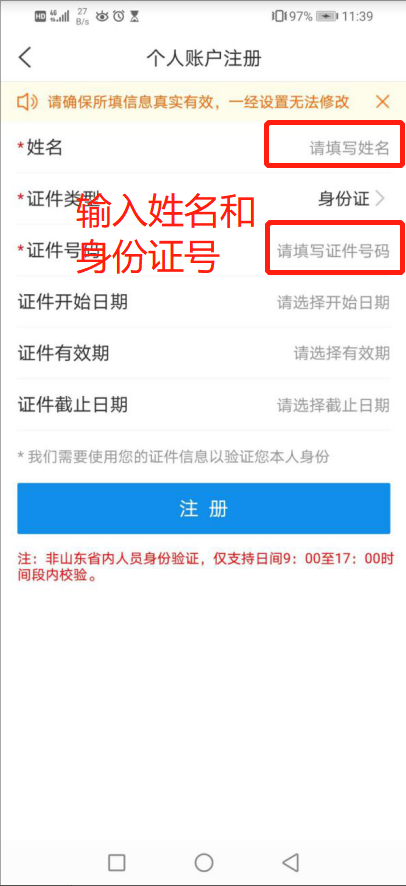 HD 4G 27 B/s 97% 11:39
个人账户注册
请确保所填信息真实有效，一经设置无法修改
*姓名 请填写姓名
*证件类型 身份证
输入姓名和
*证件号码 请填写证件号码
身份证号
证件开始日期 请选择开始日期
证件有效期 请选择有效期
证件截止日期 请选择截止日期
* 我们需要使用您的证件信息以验证您本人身份
注 册
注：非山东省内人员身份验证，仅支持日间9：00至17：00时
间段内校验。